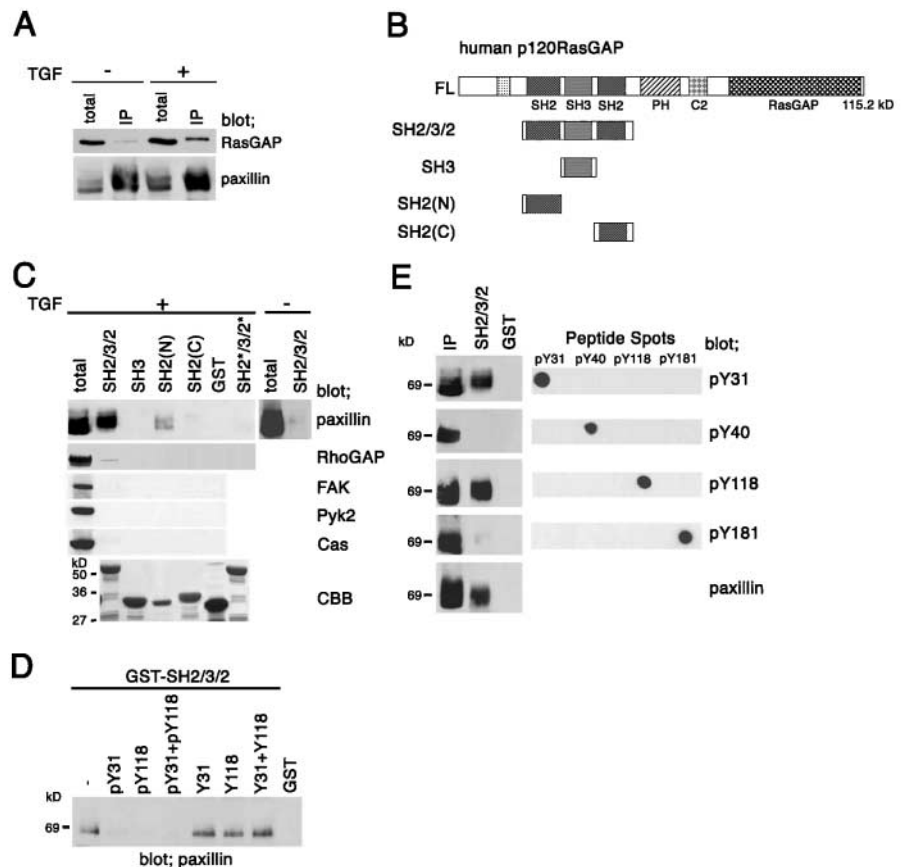 A
TGF
- +
total IP total IP blot;
RasGAP
paxillin
B
human p120RasGAP
FL
SH2 SH3 SH2 PH C2 RasGAP 115.2 kD
SH2/3/2
SH3
SH2(N)
SH2(C)
C
TGF + -
total SH2/3/2 SH3 SH2(N) SH2(C) GST SH2*/3/2* total SH2/3/2 blot;
paxillin
RhoGAP
FAK
Pyk2
Cas
kD
50
36
27
CBB
D
GST-SH2/3/2
- pY31 pY118 pY31+pY118 Y31 Y118 Y31+Y118 GST
kD
69
blot; paxillin
E
kD IP SH2/3/2 GST Peptide Spots blot;
pY31 pY40 pY118 pY181
69 pY31
69 pY40
69 pY118
69 pY181
69 paxillin